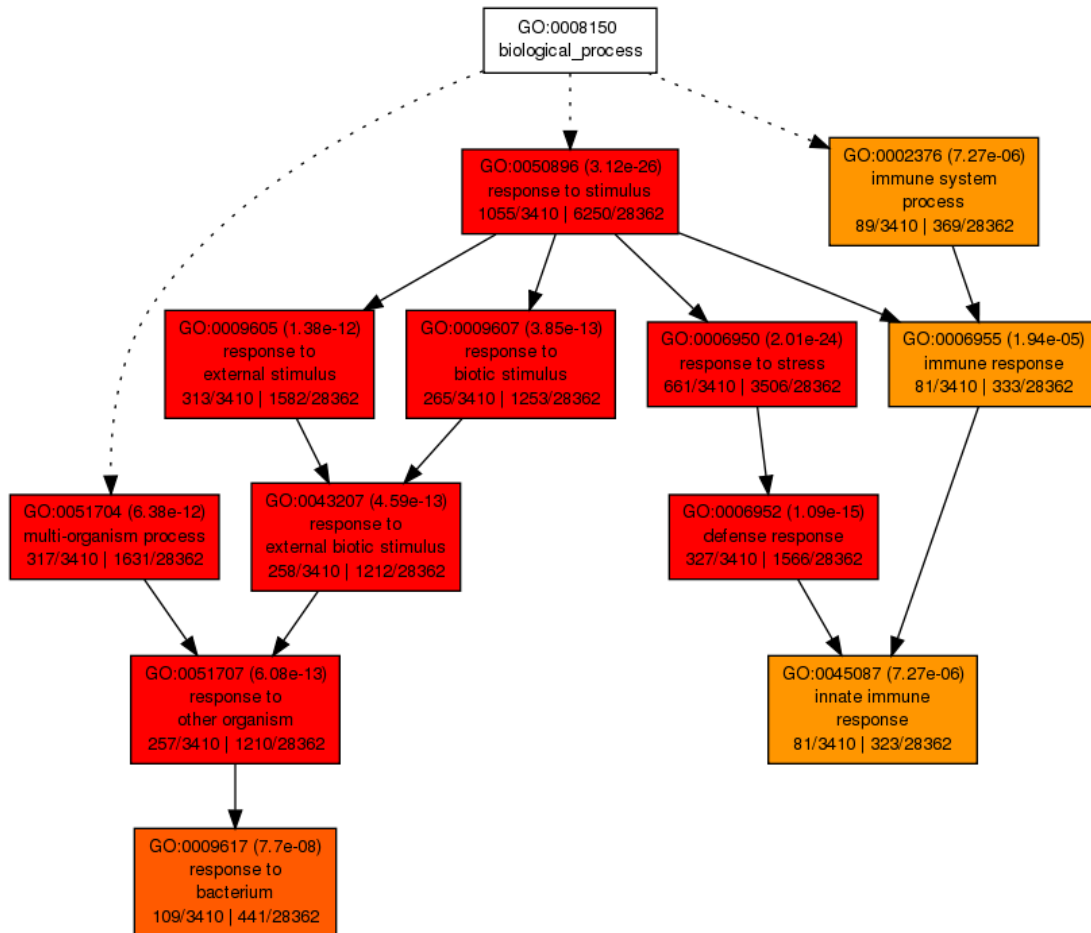 GO:0008150
biological_process
GO:0050896 (3.12e-26)
response to stimulus
1055/3410 | 6250/28362
GO:0002376 (7.27e-06)
immune system
process
89/3410 | 369/28362
GO:0009605 (1.38e-12)
response to
external stimulus
313/3410 | 1582/28362
GO:0009607 (3.85e-13)
response to
biotic stimulus
265/3410 | 1253/28362
GO:0006950 (2.01e-24)
response to stress
661/3410 | 3506/28362
GO:0006955 (1.94e-05)
immune response
81/3410 | 333/28362
GO:0051704 (6.38e-12)
multi-organism process
317/3410 | 1631/28362
GO:0043207 (4.59e-13)
response to
external biotic stimulus
258/3410 | 1212/28362
GO:0006952 (1.09e-15)
defense response
327/3410 | 1566/28362
GO:0051707 (6.08e-13)
response to
other organism
257/3410 | 1210/28362
GO:0045087 (7.27e-06)
innate immune
response
81/3410 | 323/28362
GO:0009617 (7.7e-08)
response to
bacterium
109/3410 | 441/28362